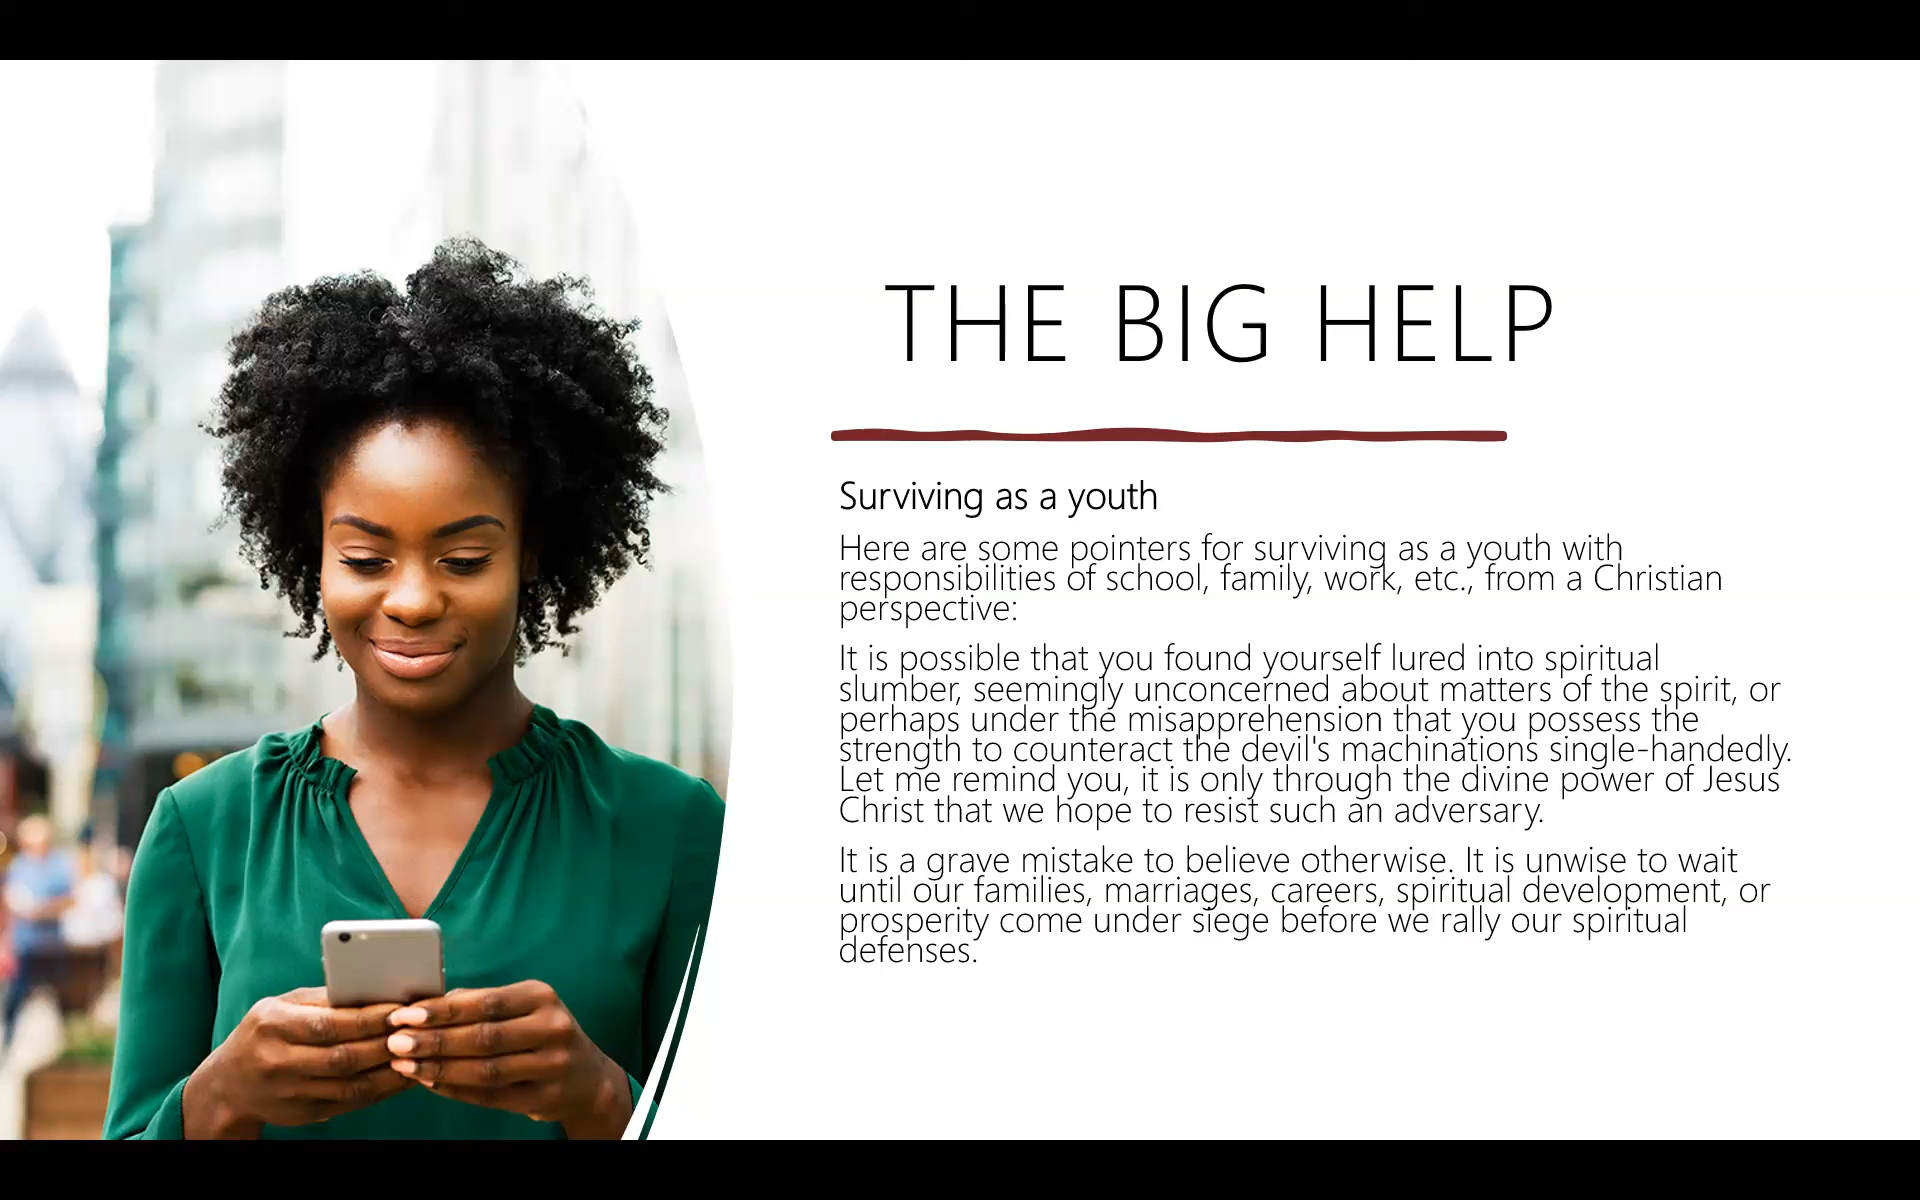 THE BIG HELP
Surviving as a youth
Here are some pointers for surviving as a youth with
responsibilities of school, family, work, etc., from a Christian
perspective:
It is possible that you found yourself lured into spiritual
slumber, seemingly unconcerned about matters of the spirit, or
perhaps under the misapprehension that you possess the
strength to counteract the devil's machinations single-handedly.
Let me remind you, it is only through the divine power of Jesus
Christ that we hope to resist such an adversary.
It is a grave mistake to believe otherwise. It is unwise to wait
until our families, marriages, careers, spiritual development, or
prosperity come under siege before we rally our spiritual
defenses.